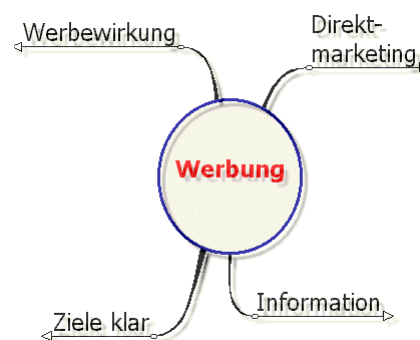 Werbewirkung
Direkt-
marketing
Werbung
Information
Ziele klar